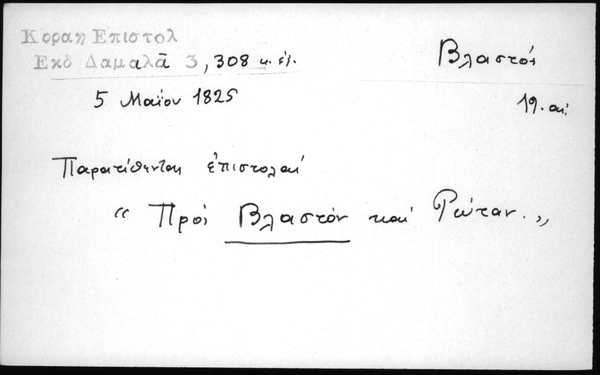 Κοραη Επιστολ
Εκδ Δαμαλᾶ 3, 308 κ. ἑξ.
Βλαστός
5 Μαΐου 1825
19. αἰ.
Παρατίθενται ἐπιστολαί
“ Πρὸς Βλαστὸν καὶ Ρώταν. „